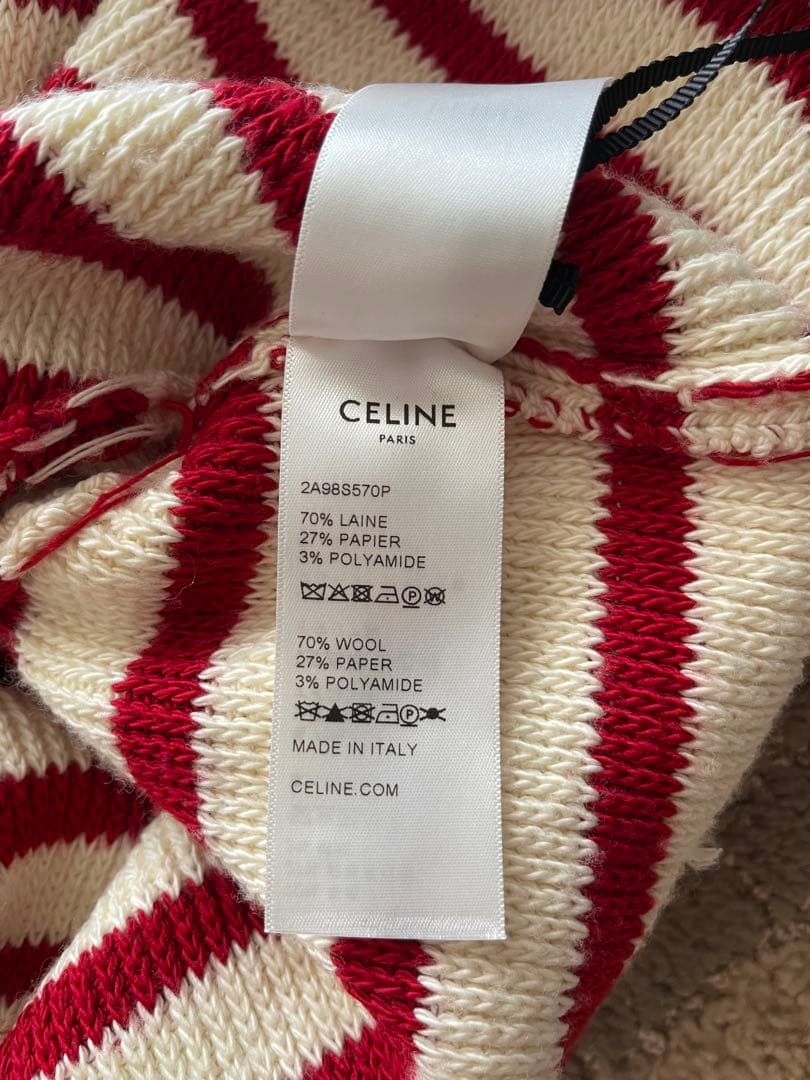 CELINE
PARIS
2A98S570P
70% LAINE
27% PAPIER
3% POLYAMIDE
70% WOOL
27% PAPER
3% POLYAMIDE
MADE IN ITALY
CELINE.COM